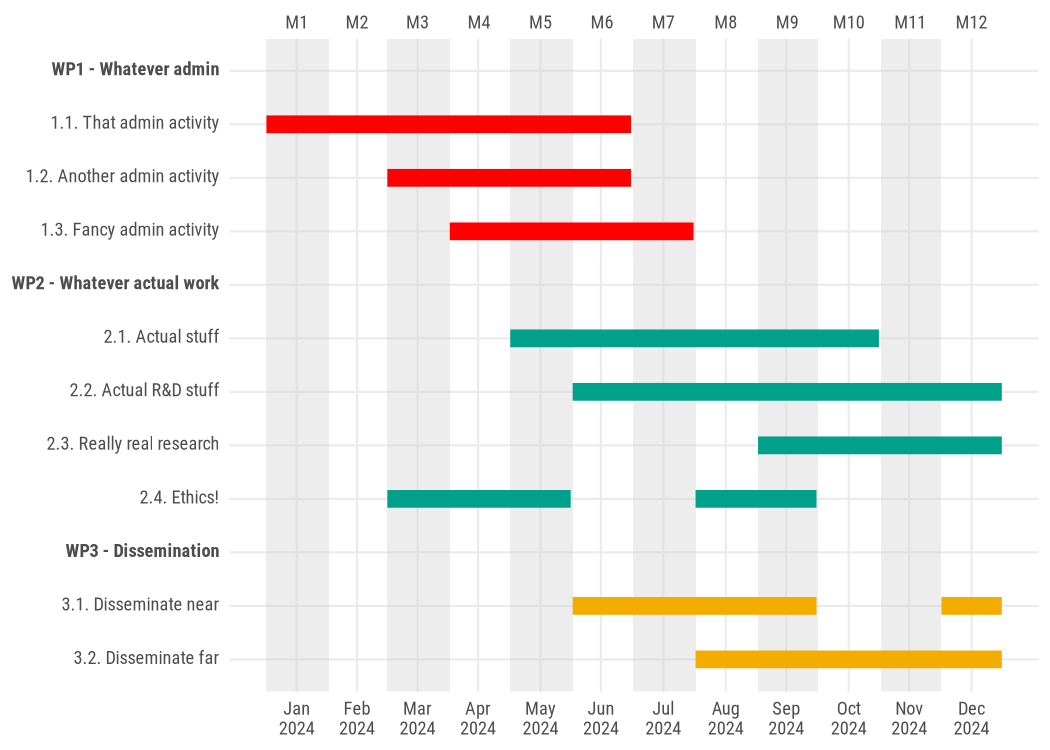 M1 M2 M3 M4 M5 M6 M7 M8 M9 M10 M11 M12
WP1 - Whatever admin
1.1. That admin activity
1.2. Another admin activity
1.3. Fancy admin activity
WP2 - Whatever actual work
2.1. Actual stuff
2.2. Actual R&D stuff
2.3. Really real research
2.4. Ethics!
WP3 - Dissemination
3.1. Disseminate near
3.2. Disseminate far
Jan Feb Mar Apr May Jun Jul Aug Sep Oct Nov Dec
2024 2024 2024 2024 2024 2024 2024 2024 2024 2024 2024 2024